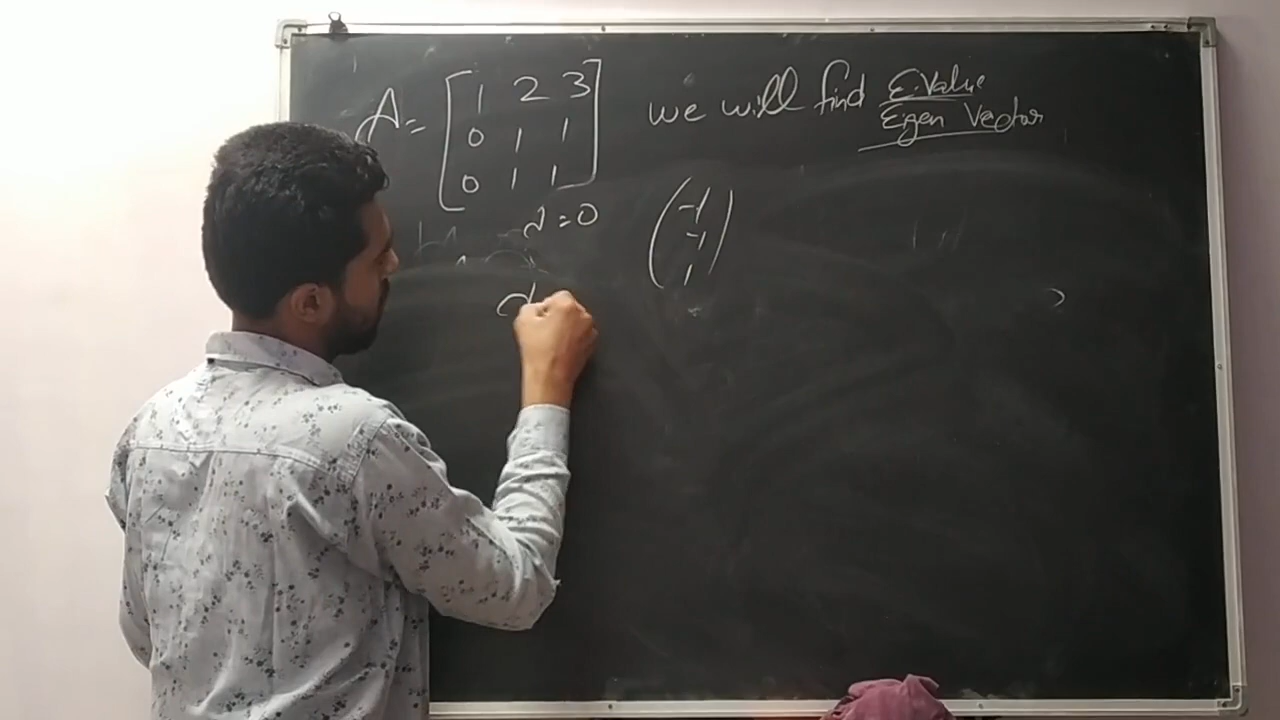 A = [ 1 2 3 we will find E.Value
0 1 1 Eigen Vector
0 1 1 ]
λ = 0 ( -1
-1
1 )
λ